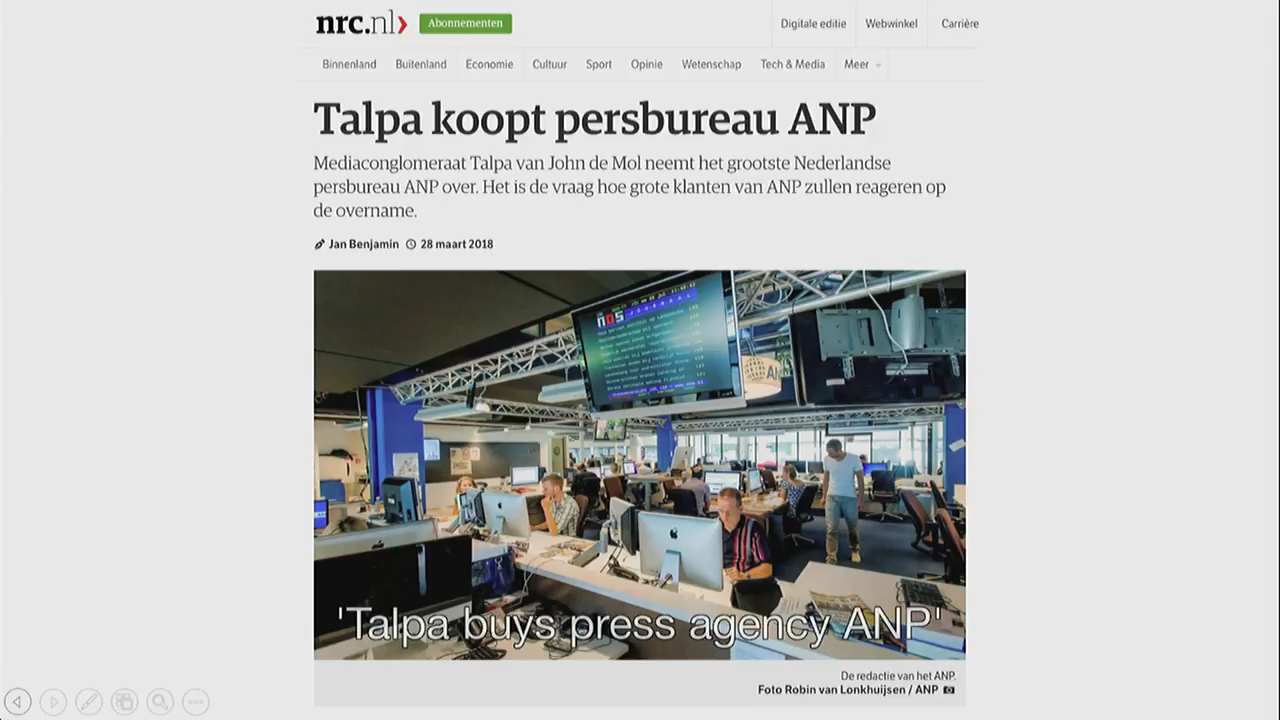 nrc.nl
Abonnementen
Digitale editie
Webwinkel
Carrière
Binnenland
Buitenland
Economie
Cultuur
Sport
Opinie
Wetenschap
Tech & Media
Meer
Talpa koopt persbureau ANP
Mediaconglomeraat Talpa van John de Mol neemt het grootste Nederlandse
persbureau ANP over. Het is de vraag hoe grote klanten van ANP zullen reageren op
de overname.
Jan Benjamin
28 maart 2018
nos
'Talpa buys press agency ANP'
De redactie van het ANP.
Foto Robin van Lonkhuijsen / ANP